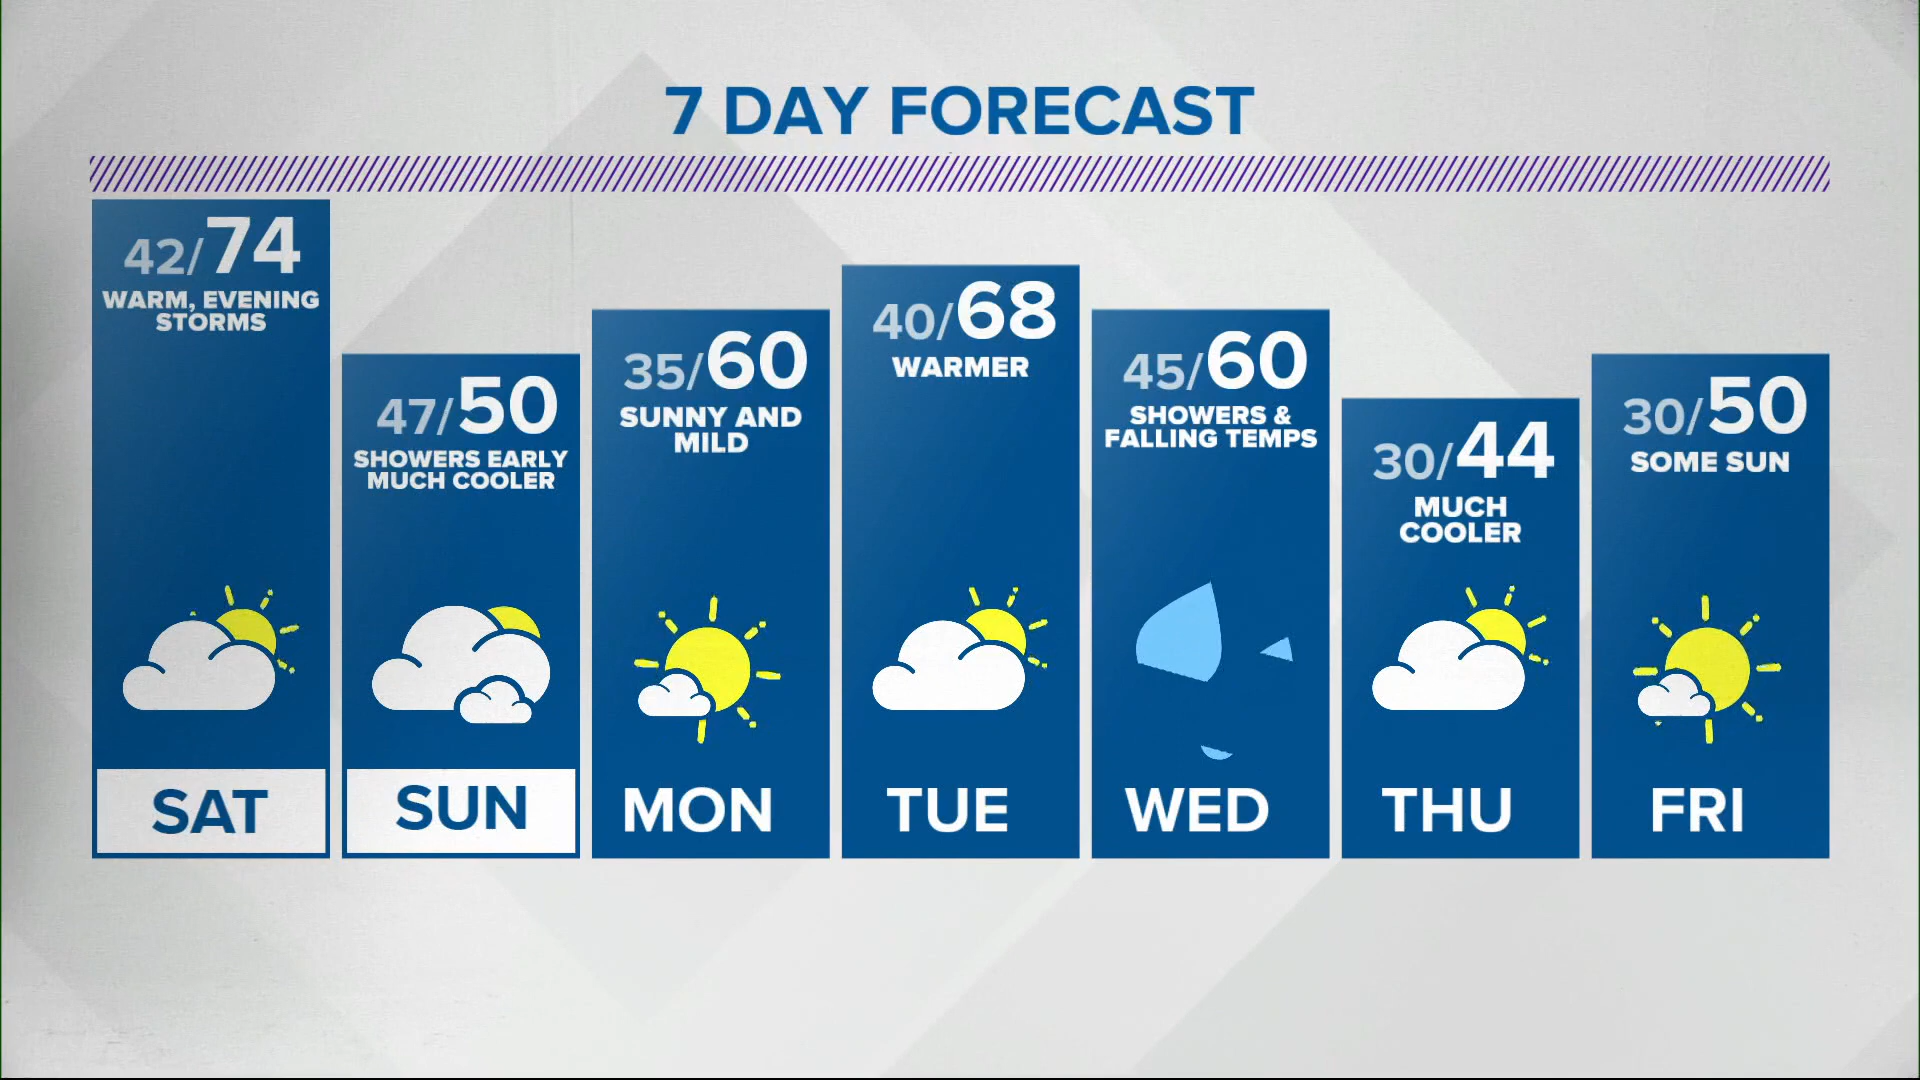 7 DAY FORECAST
42/74
WARM, EVENING
STORMS
SAT
47/50
SHOWERS EARLY
MUCH COOLER
SUN
35/60
SUNNY AND
MILD
MON
40/68
WARMER
TUE
45/60
SHOWERS &
FALLING TEMPS
WED
30/44
MUCH
COOLER
THU
30/50
SOME SUN
FRI